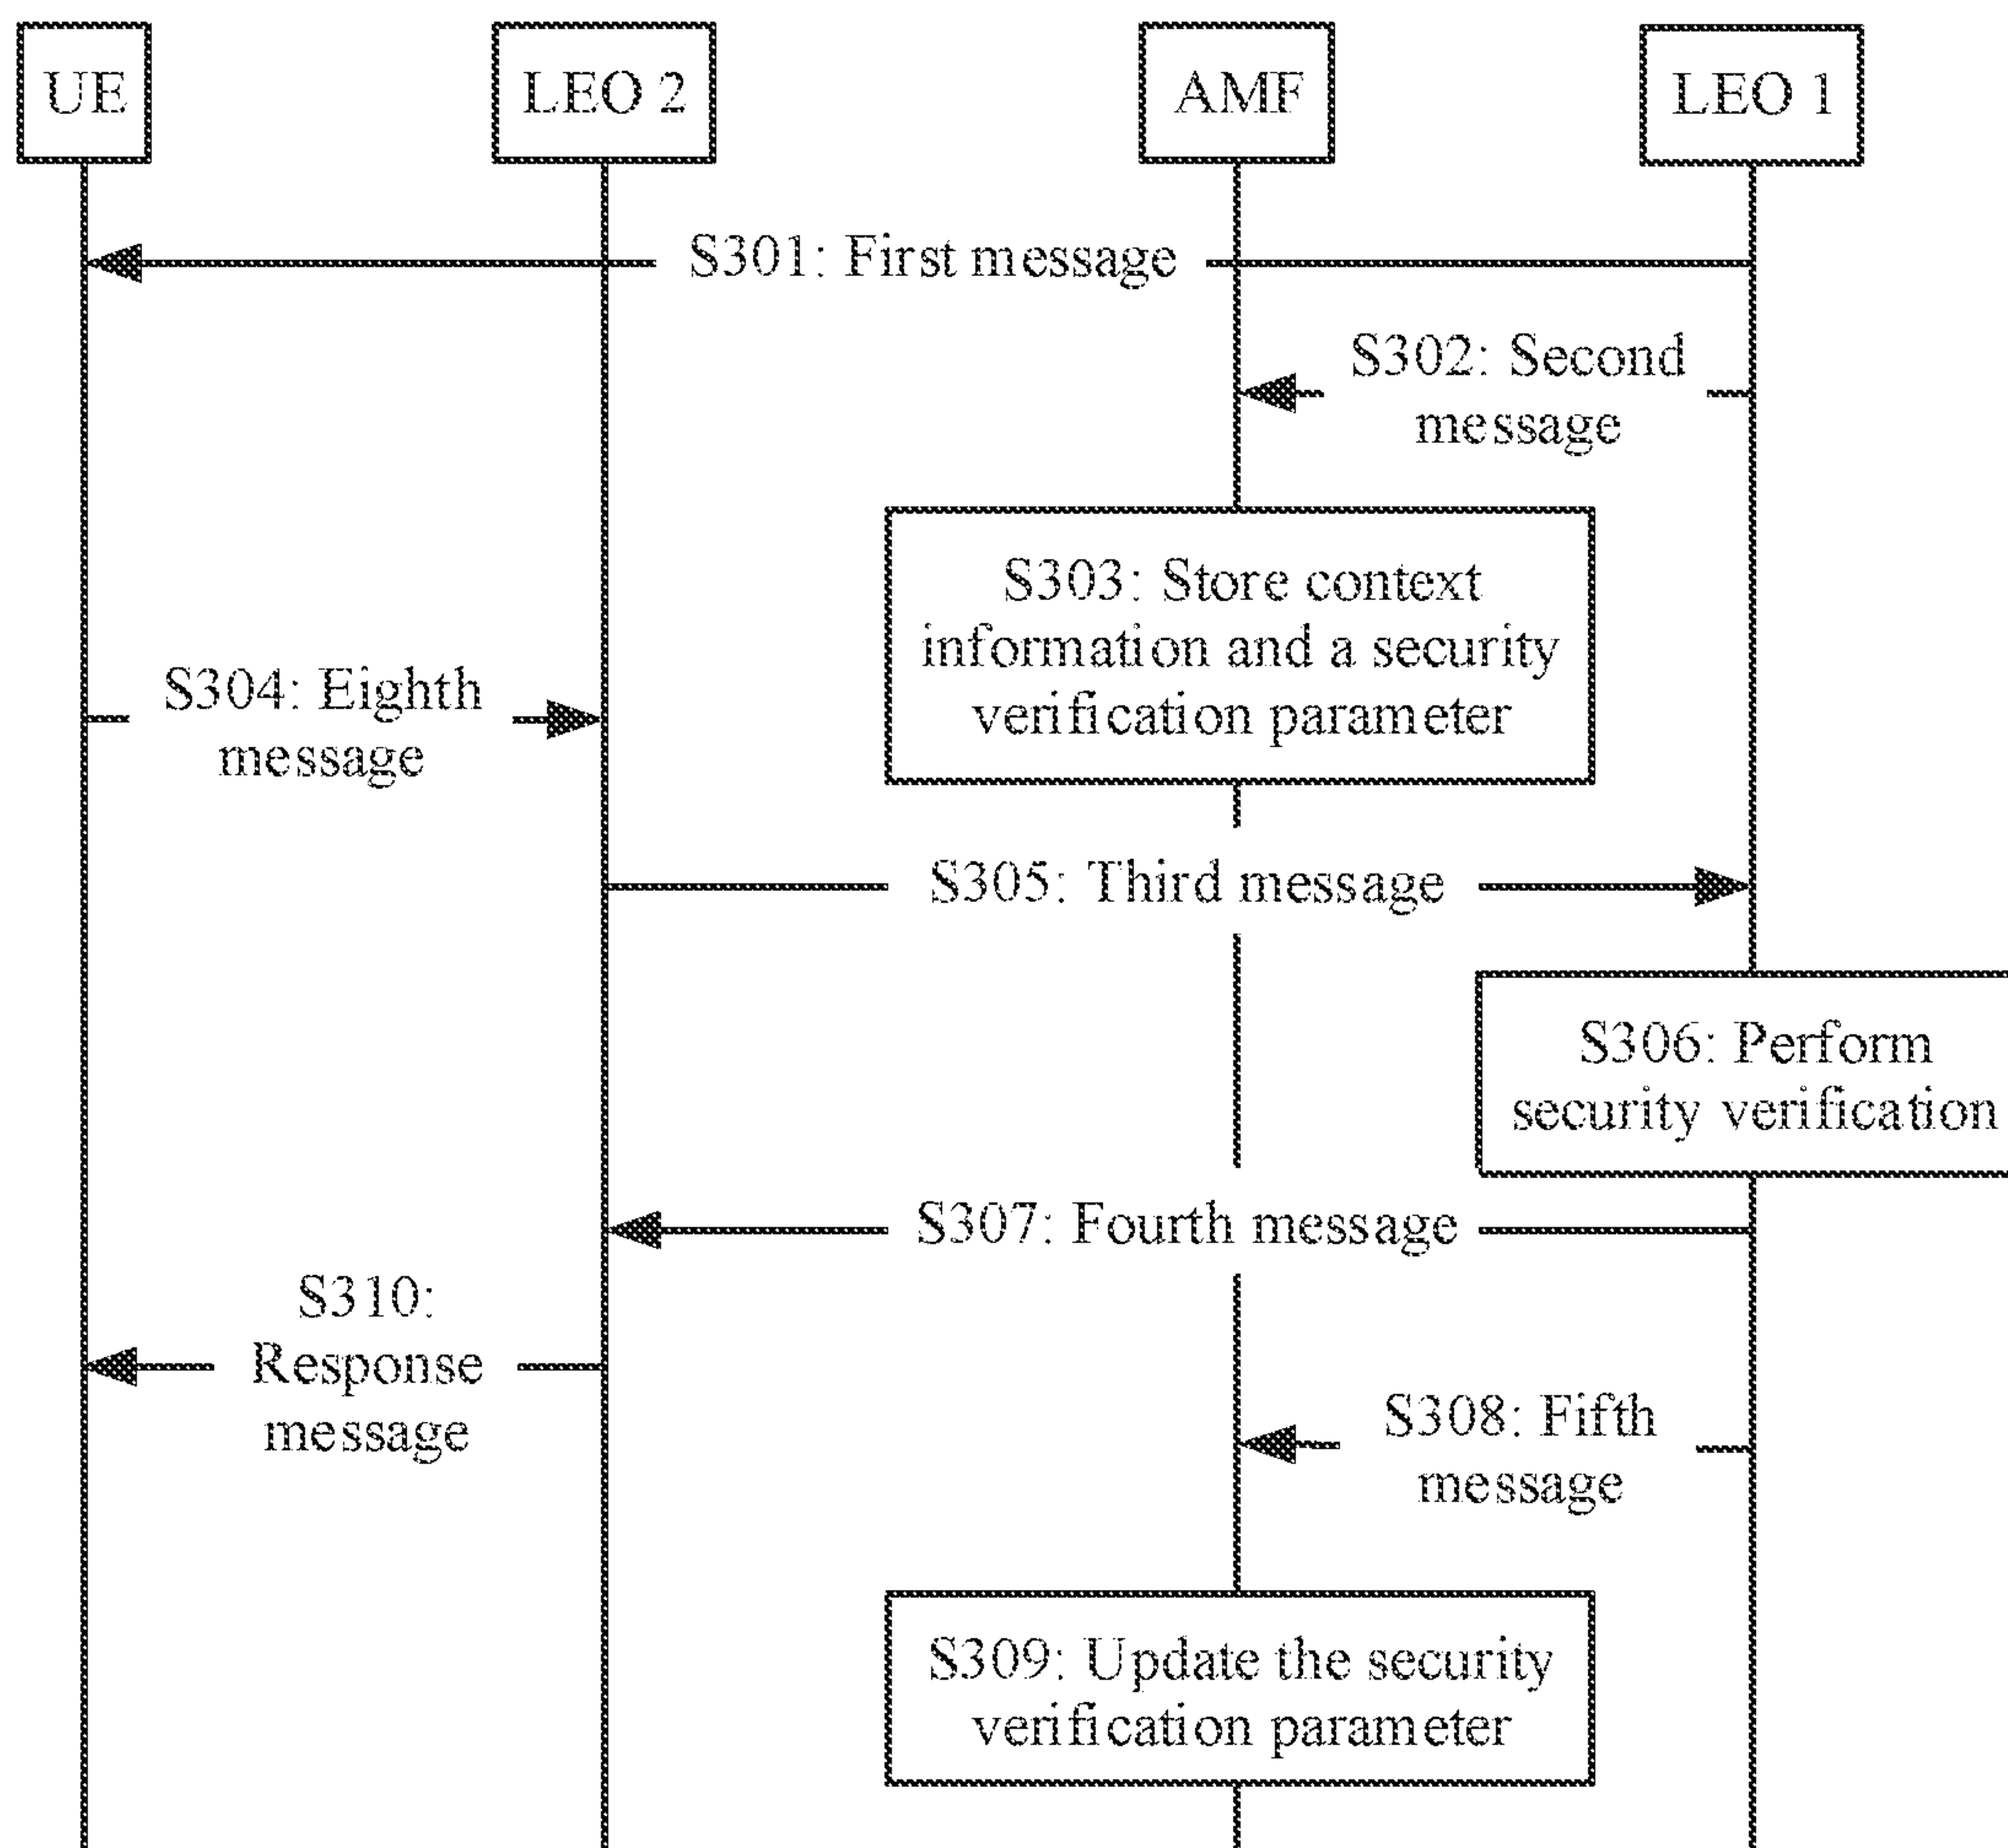 UE
LEO 2
AMF
LEO 1
S301: First message
S302: Second
message
S303: Store context
information and a security
verification parameter
S304: Eighth
message
S305: Third message
S306: Perform
security verification
S307: Fourth message
S310:
Response
message
S308: Fifth
message
S309: Update the security
verification parameter